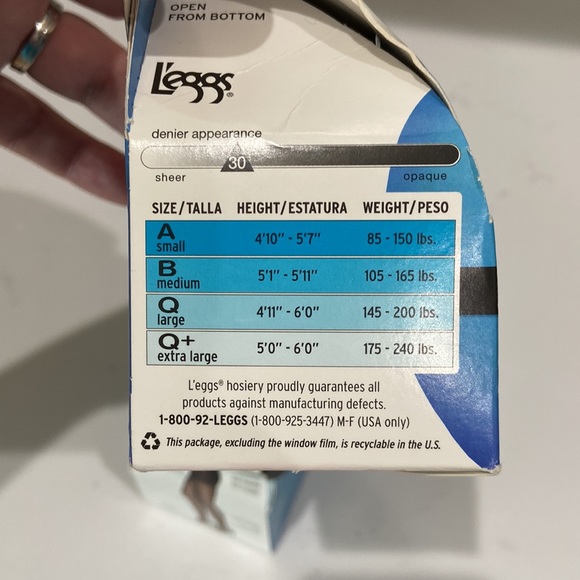 OPEN
FROM BOTTOM
L'eggs®
denier appearance
30
sheer opaque
SIZE/TALLA HEIGHT/ESTATURA WEIGHT/PESO
A small 4'10" - 5'7" 85 - 150 lbs.
B medium 5'1" - 5'11" 105 - 165 lbs.
Q large 4'11" - 6'0" 145 - 200 lbs.
Q+ extra large 5'0" - 6'0" 175 - 240 lbs.
L'eggs® hosiery proudly guarantees all
products against manufacturing defects.
1-800-92-LEGGS (1-800-925-3447) M-F (USA only)
This package, excluding the window film, is recyclable in the U.S.